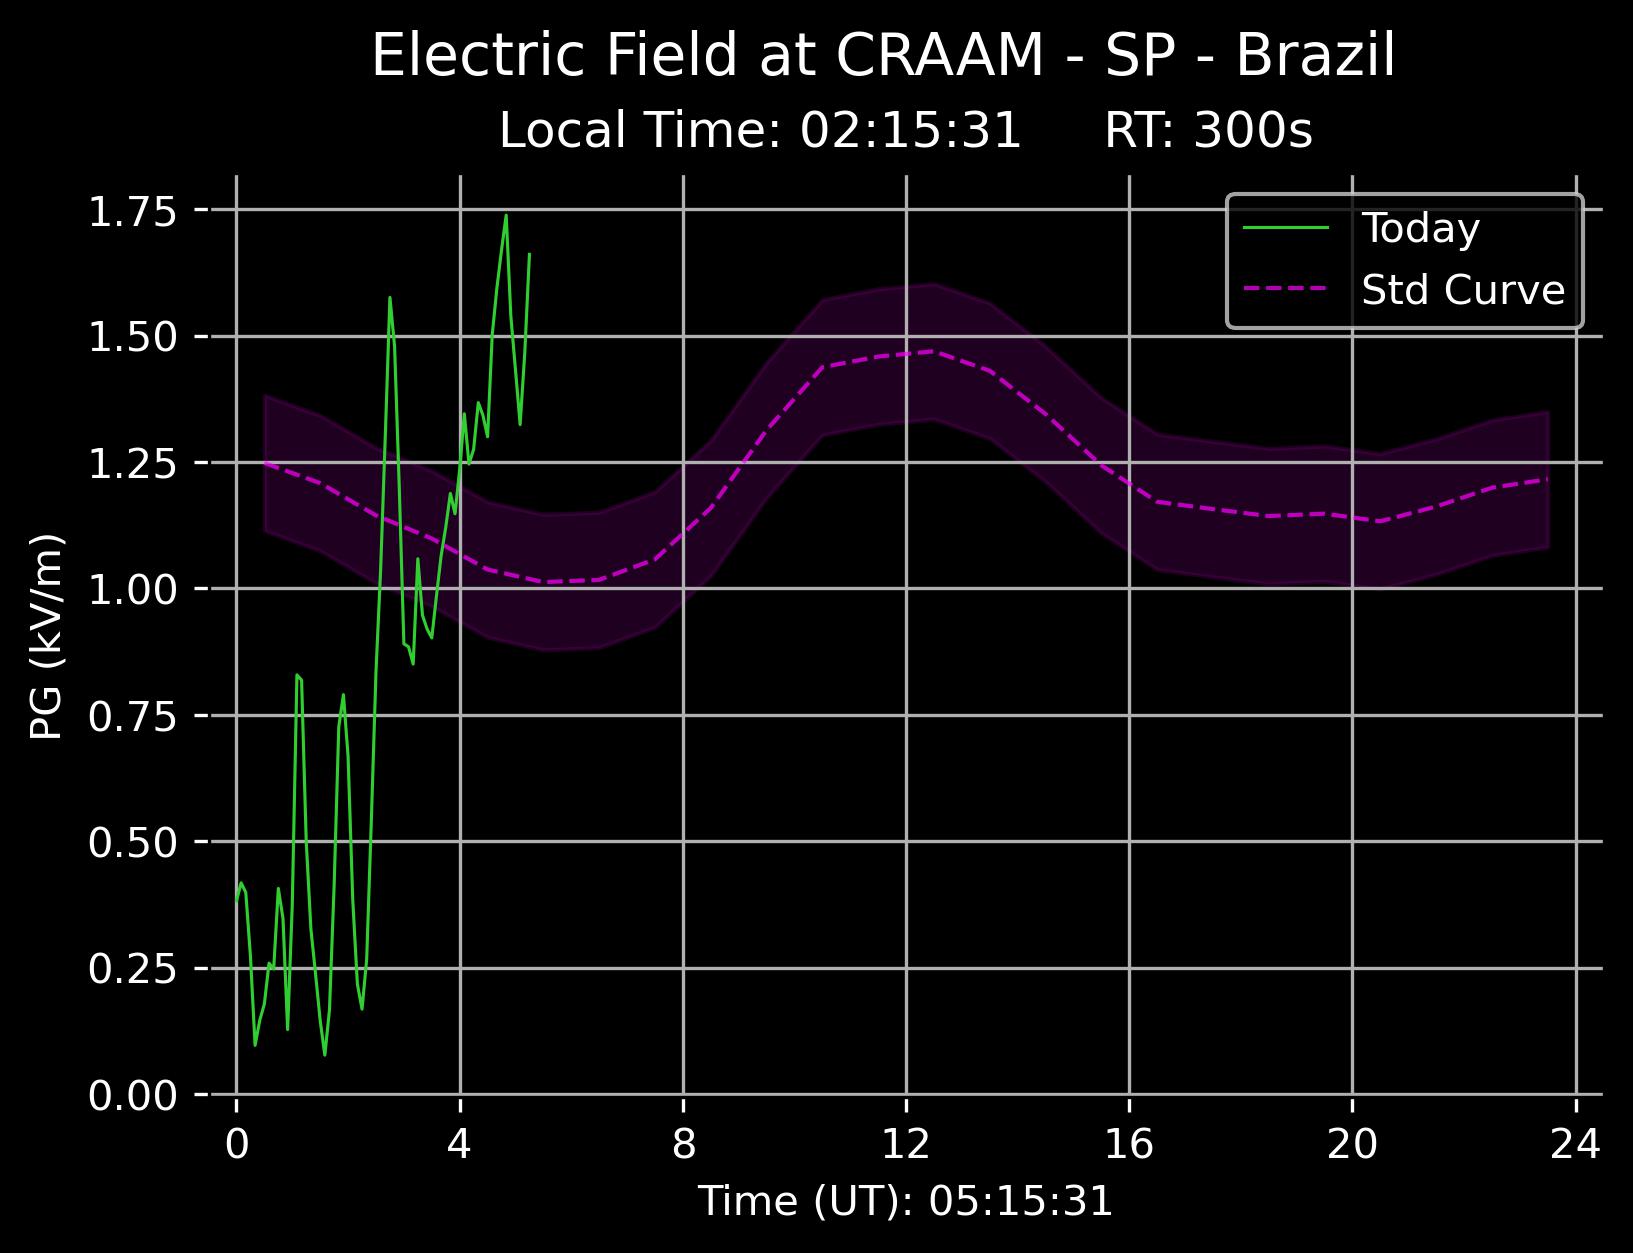 Electric Field at CRAAM - SP - Brazil
Local Time: 02:15:31 RT: 300s
Today
Std Curve
PG (kV/m)
1.75
1.50
1.25
1.00
0.75
0.50
0.25
0.00
0 4 8 12 16 20 24
Time (UT): 05:15:31